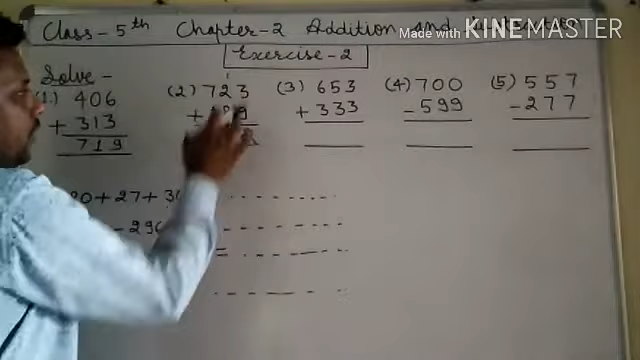 Class-5th Chapter-2 Addition and
Made with KINEMASTER
Exercise-2
Solve-
(1) 406 (2) 723 (3) 653 (4) 700 (5) 557
+ 313 + + 333 - 599 - 277
719
+ 27 +